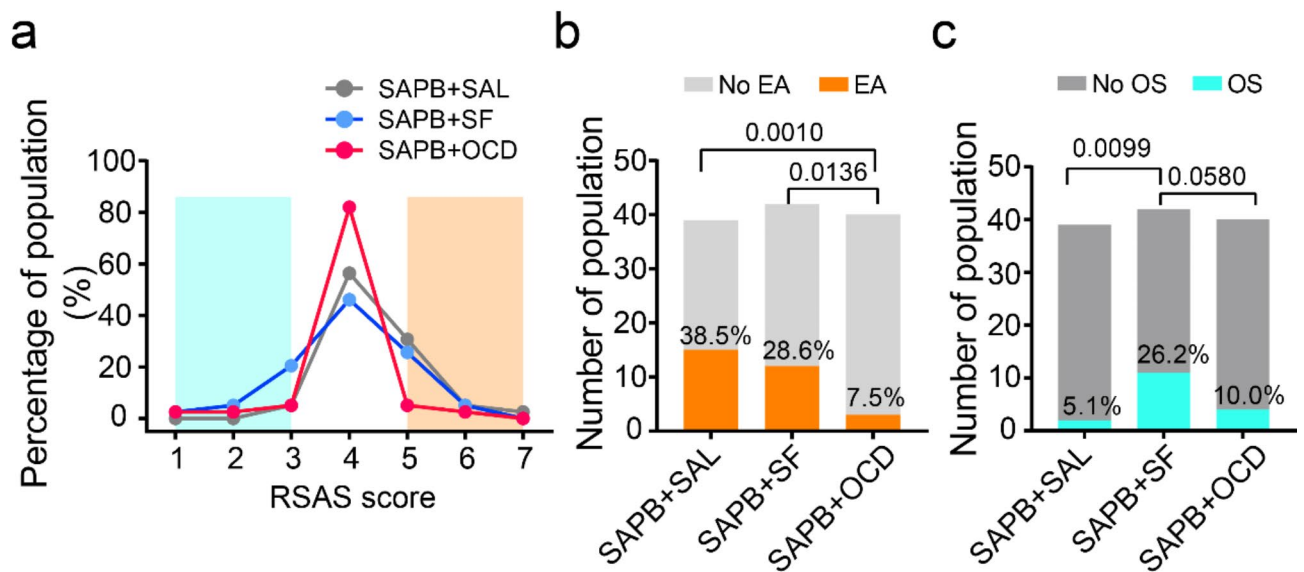 a
SAPB+SAL
SAPB+SF
SAPB+OCD
Percentage of population
(%)
100
80
60
40
20
0
1 2 3 4 5 6 7
RSAS score
b
No EA EA
0.0010
0.0136
Number of population
50
40
30
20
10
0
38.5%
28.6%
7.5%
SAPB+SAL
SAPB+SF
SAPB+OCD
c
No OS OS
0.0099
0.0580
Number of population
50
40
30
20
10
0
5.1%
26.2%
10.0%
SAPB+SAL
SAPB+SF
SAPB+OCD